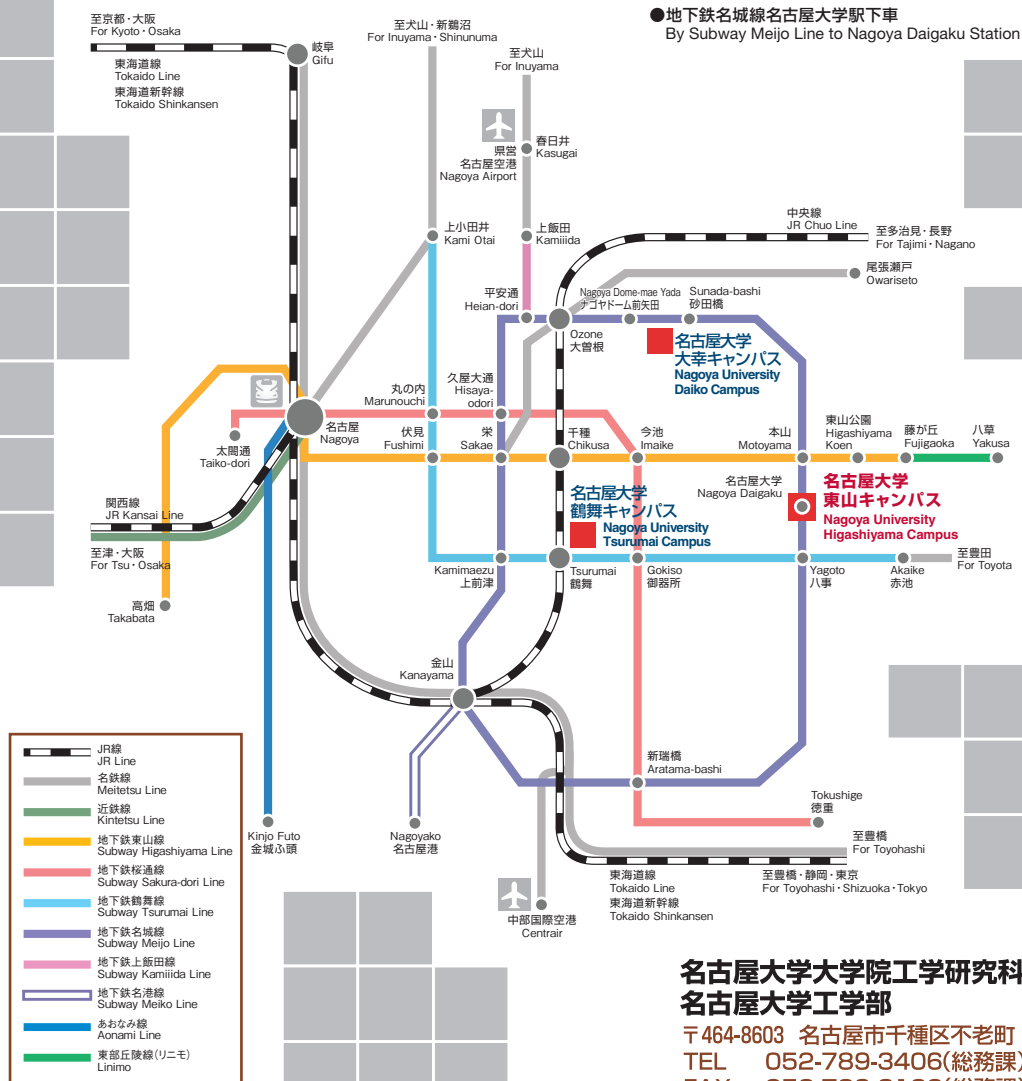 ●地下鉄名城線名古屋大学駅下車
By Subway Meijo Line to Nagoya Daigaku Station
至京都・大阪
For Kyoto・Osaka
東海道線
Tokaido Line
東海道新幹線
Tokaido Shinkansen
岐阜
Gifu
至犬山・新鵜沼
For Inuyama・Shinunuma
至犬山
For Inuyama
春日井
Kasugai
県営
名古屋空港
Nagoya Airport
上小田井
Kami Otai
上飯田
Kamiiida
中央線
JR Chuo Line
至多治見・長野
For Tajimi・Nagano
尾張瀬戸
Owariseto
平安通
Heian-dori
Nagoya Dome-mae Yada
ナゴヤドーム前矢田
Sunada-bashi
砂田橋
Ozone
大曽根
名古屋大学
大幸キャンパス
Nagoya University
Daiko Campus
丸の内
Marunouchi
久屋大通
Hisaya-
odori
名古屋
Nagoya
太閤通
Taiko-dori
伏見
Fushimi
栄
Sakae
千種
Chikusa
今池
Imaike
本山
Motoyama
東山公園
Higashiyama
Koen
藤が丘
Fujigaoka
八草
Yakusa
名古屋大学
Nagoya Daigaku
名古屋大学
東山キャンパス
Nagoya University
Higashiyama Campus
名古屋大学
鶴舞キャンパス
Nagoya University
Tsurumai Campus
関西線
JR Kansai Line
至津・大阪
For Tsu・Osaka
高畑
Takabata
Kamimaezu
上前津
Tsurumai
鶴舞
Gokiso
御器所
Yagoto
八事
Akaike
赤池
至豊田
For Toyota
金山
Kanayama
新瑞橋
Aratama-bashi
Tokushige
徳重
Kinjo Futo
金城ふ頭
Nagoyako
名古屋港
至豊橋
For Toyohashi
東海道線
Tokaido Line
東海道新幹線
Tokaido Shinkansen
至豊橋・静岡・東京
For Toyohashi・Shizuoka・Tokyo
中部国際空港
Centrair
JR線
JR Line
名鉄線
Meitetsu Line
近鉄線
Kintetsu Line
地下鉄東山線
Subway Higashiyama Line
地下鉄桜通線
Subway Sakura-dori Line
地下鉄鶴舞線
Subway Tsurumai Line
地下鉄名城線
Subway Meijo Line
地下鉄上飯田線
Subway Kamiiida Line
地下鉄名港線
Subway Meiko Line
あおなみ線
Aonami Line
東部丘陵線(リニモ)
Linimo
名古屋大学大学院工学研究科
名古屋大学工学部
〒464-8603 名古屋市千種区不老町
TEL 052-789-3406(総務課)